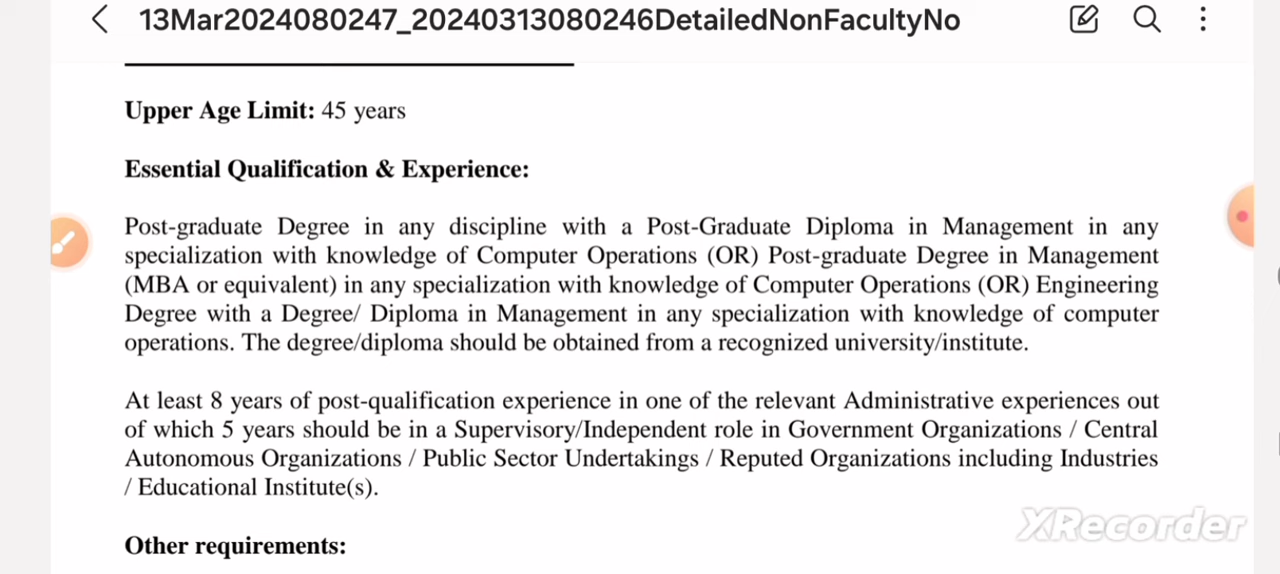 13Mar2024080247_20240313080246DetailedNonFacultyNo
Upper Age Limit: 45 years
Essential Qualification & Experience:
Post-graduate Degree in any discipline with a Post-Graduate Diploma in Management in any
specialization with knowledge of Computer Operations (OR) Post-graduate Degree in Management
(MBA or equivalent) in any specialization with knowledge of Computer Operations (OR) Engineering
Degree with a Degree/ Diploma in Management in any specialization with knowledge of computer
operations. The degree/diploma should be obtained from a recognized university/institute.
At least 8 years of post-qualification experience in one of the relevant Administrative experiences out
of which 5 years should be in a Supervisory/Independent role in Government Organizations / Central
Autonomous Organizations / Public Sector Undertakings / Reputed Organizations including Industries
/ Educational Institute(s).
XRecorder
Other requirements: